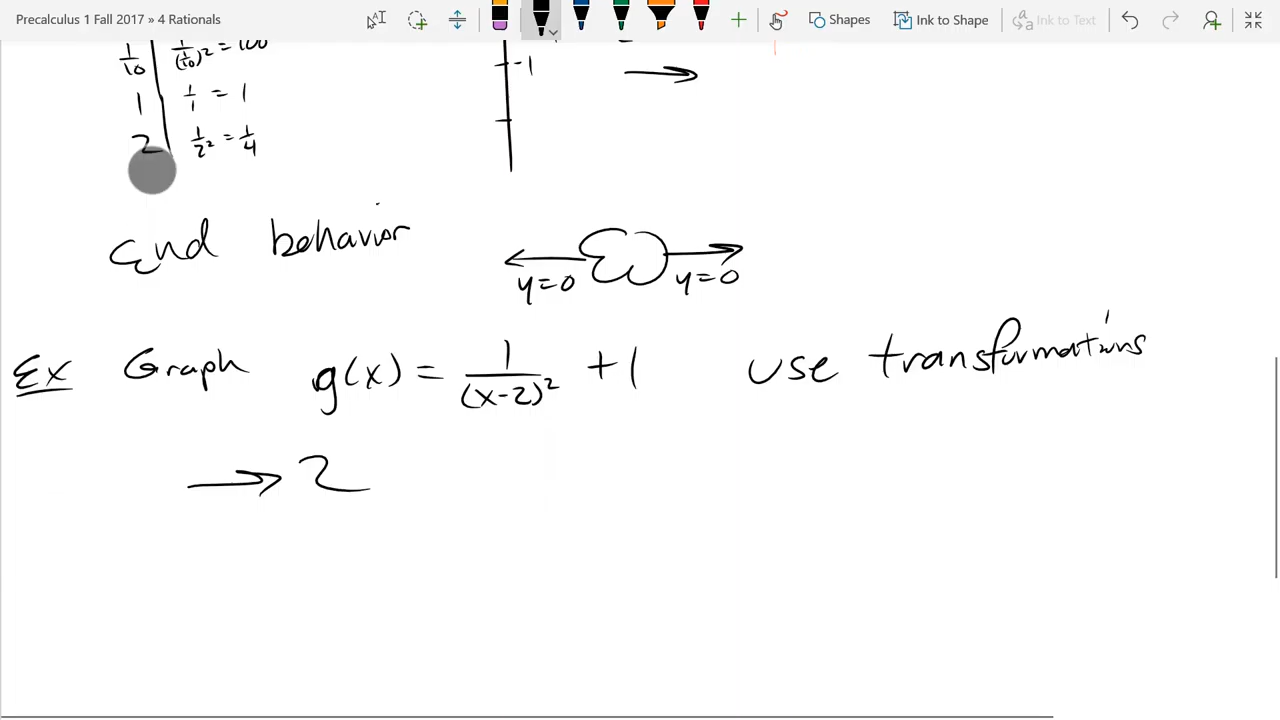 Precalculus 1 Fall 2017 » 4 Rationals Shapes Ink to Shape Ink to Text
1/10 | 1/(1/10)² = 100
1 | 1/1 = 1
2 | 1/2² = 1/4
-1
End behavior
y=0 y=0
Ex Graph g(x) = 1/(x-2)² + 1 use transformations
→ 2